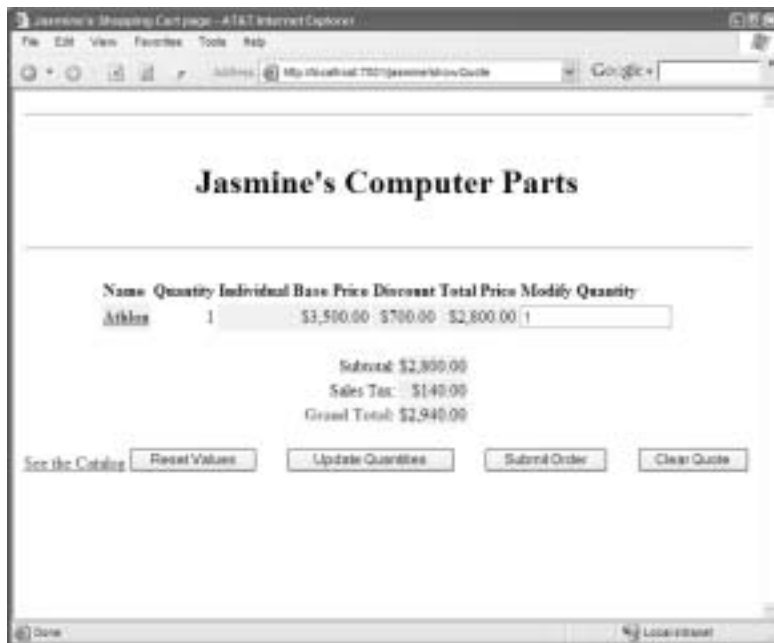 Jasmine's Shopping Cart page - AT&T Internet Explorer
File Edit View Favorites Tools Help
Address Google
Jasmine's Computer Parts
Name Quantity Individual Base Price Discount Total Price Modify Quantity
Athlon 1 $3,500.00 $700.00 $2,800.00 1
Subtotal: $2,800.00
Sales Tax: $140.00
Grand Total: $2,940.00
See the Catalog Reset Values Update Quantities Submit Order Clear Quote
Done Local intranet